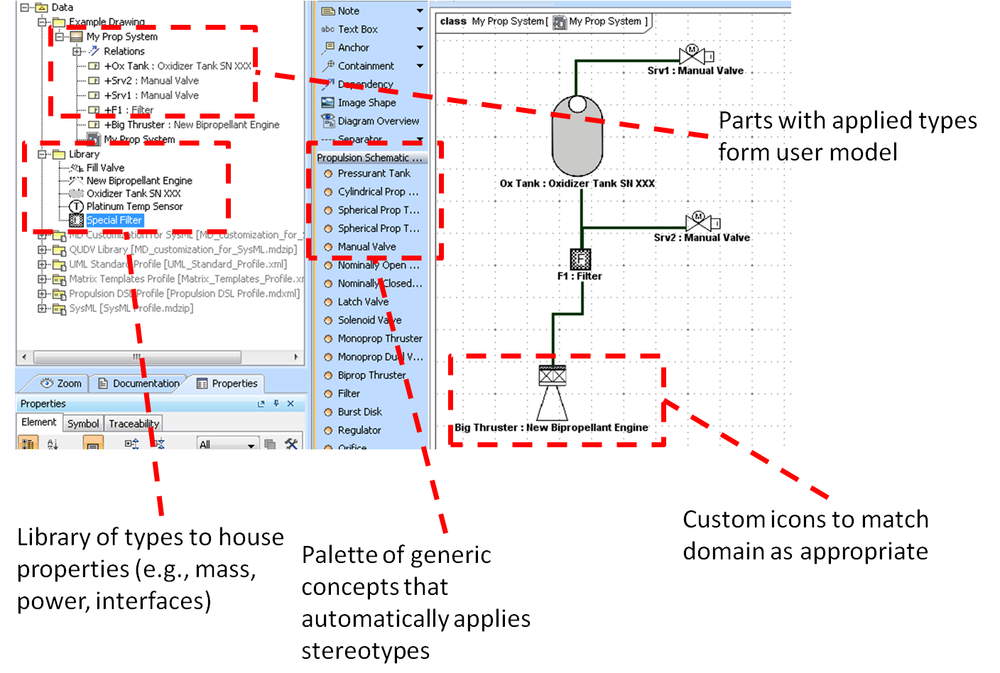 Data
Example Drawing
My Prop System
Relations
+Ox Tank : Oxidizer Tank SN XXX
+Srv2 : Manual Valve
+Srv1 : Manual Valve
+F1 : Filter
+Big Thruster : New Bipropellant Engine
My Prop System
Library
Fill Valve
New Bipropellant Engine
Oxidizer Tank SN XXX
T Platinum Temp Sensor
Special Filter
MD Customization for SysML [MD_customization_for_S
QUDV Library [MD_customization_for_SysML.mdzip]
UML Standard Profile [UML_Standard_Profile.xml]
Matrix Templates Profile [Matrix_Templates_Profile.xr
Propulsion DSL Profile [Propulsion DSL Profile.mdxml]
SysML [SysML Profile.mdzip]
Zoom
Documentation
Properties
Properties
Element
Symbol
Traceability
All
Note
abc Text Box
Anchor
Containment
Dependency
Image Shape
Diagram Overview
Separator
Propulsion Schematic ...
Pressurant Tank
Cylindrical Prop ...
Spherical Prop T...
Spherical Prop T...
Manual Valve
Nominally Open ...
Nominally Closed...
Latch Valve
Solenoid Valve
Monoprop Thruster
Monoprop Dual V...
Biprop Thruster
Filter
Burst Disk
Regulator
Orifice
class My Prop System [ My Prop System ]
M
Srv1 : Manual Valve
Ox Tank : Oxidizer Tank SN XXX
M
Srv2 : Manual Valve
F
F1 : Filter
Big Thruster : New Bipropellant Engine
Parts with applied types
form user model
Custom icons to match
domain as appropriate
Library of types to house
properties (e.g., mass,
power, interfaces)
Palette of generic
concepts that
automatically applies
stereotypes